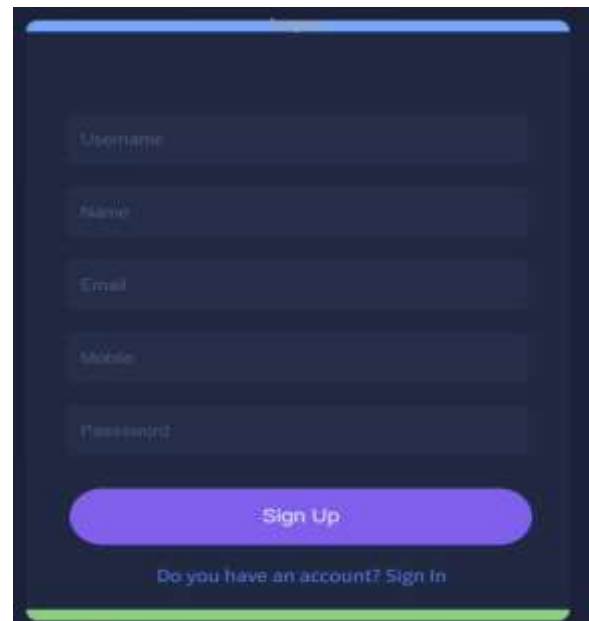 Username
Name
Email
Mobile
Password
Sign Up
Do you have an account? Sign In